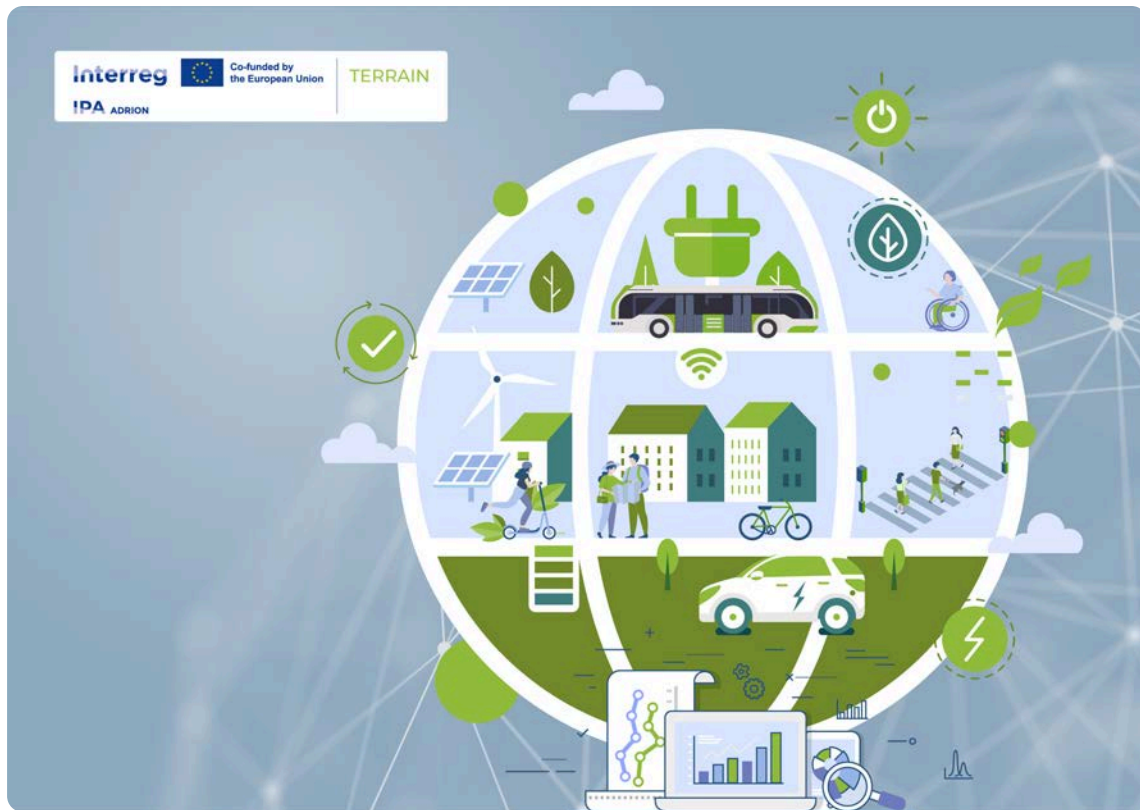 Interreg
Co-funded by
the European Union
TERRAIN
IPA ADRION